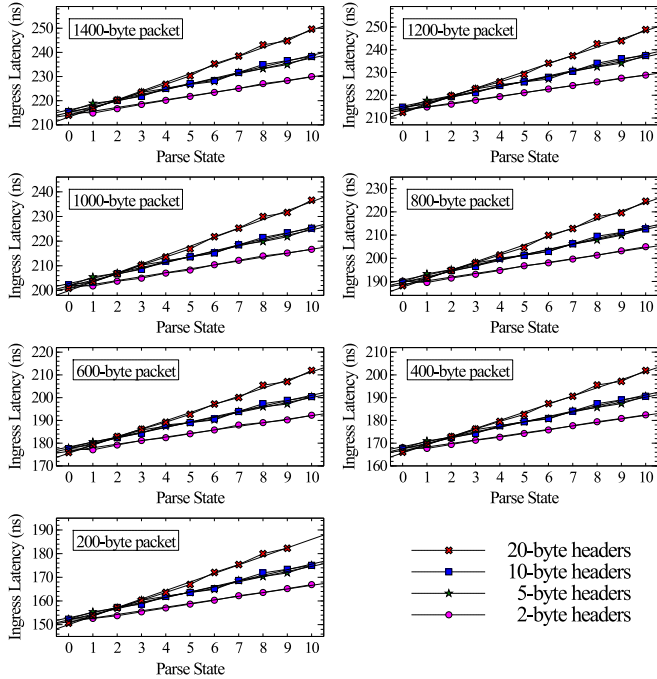 1400-byte packet
Ingress Latency (ns)
260
250
240
230
220
210
0 1 2 3 4 5 6 7 8 9 10
Parse State
1200-byte packet
Ingress Latency (ns)
250
240
230
220
210
0 1 2 3 4 5 6 7 8 9 10
Parse State
1000-byte packet
Ingress Latency (ns)
240
230
220
210
200
0 1 2 3 4 5 6 7 8 9 10
Parse State
800-byte packet
Ingress Latency (ns)
230
220
210
200
190
0 1 2 3 4 5 6 7 8 9 10
Parse State
600-byte packet
Ingress Latency (ns)
220
210
200
190
180
170
0 1 2 3 4 5 6 7 8 9 10
Parse State
400-byte packet
Ingress Latency (ns)
210
200
190
180
170
160
0 1 2 3 4 5 6 7 8 9 10
Parse State
200-byte packet
Ingress Latency (ns)
190
180
170
160
150
0 1 2 3 4 5 6 7 8 9 10
Parse State
20-byte headers
10-byte headers
5-byte headers
2-byte headers